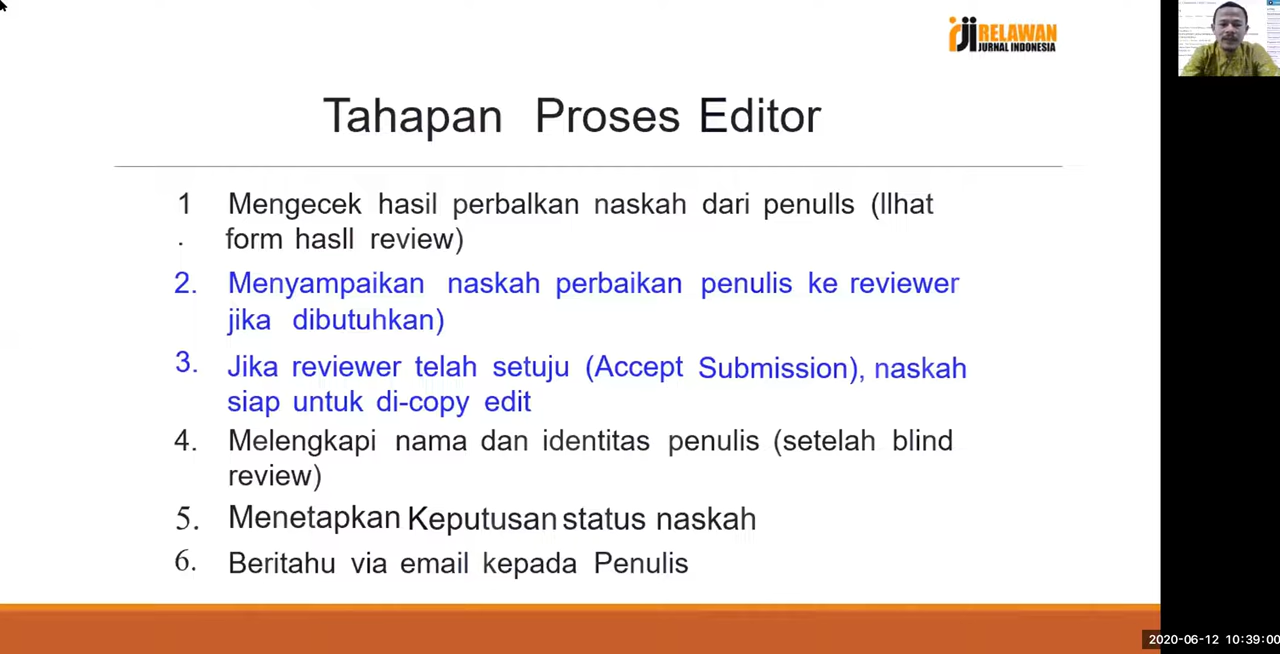 rji RELAWAN
JURNAL INDONESIA
Tahapan Proses Editor
1 Mengecek hasil perbalkan naskah dari penulls (llhat
. form hasll review)
2. Menyampaikan naskah perbaikan penulis ke reviewer
jika dibutuhkan)
3. Jika reviewer telah setuju (Accept Submission), naskah
siap untuk di-copy edit
4. Melengkapi nama dan identitas penulis (setelah blind
review)
5. Menetapkan Keputusan status naskah
6. Beritahu via email kepada Penulis
2020-06-12 10:39:00